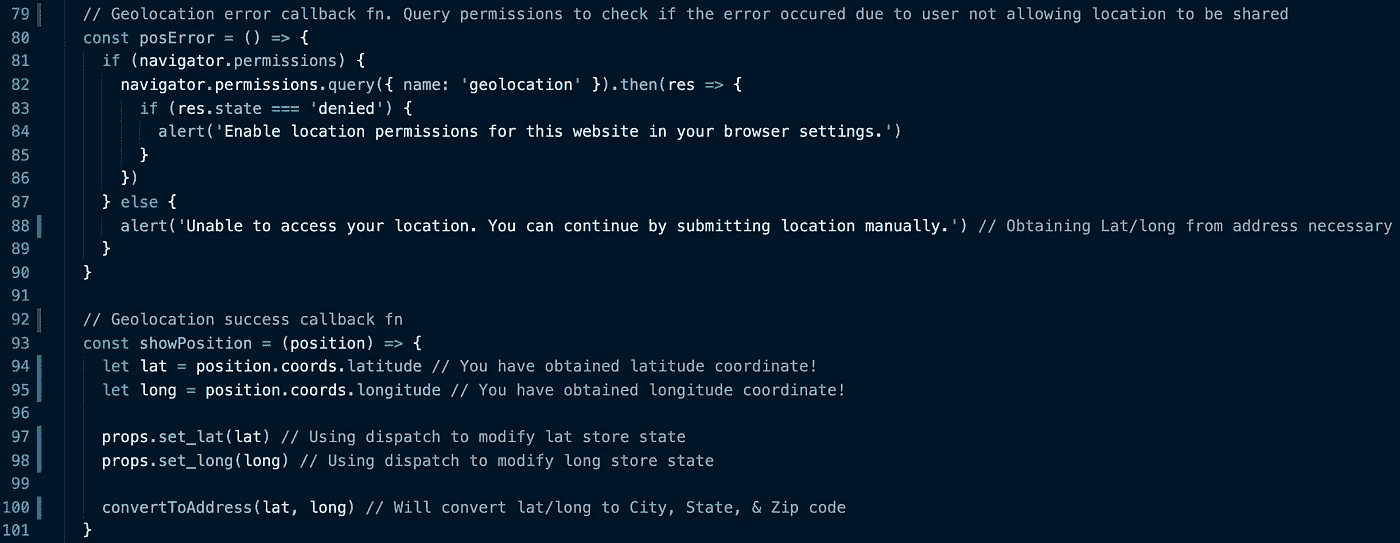 79 // Geolocation error callback fn. Query permissions to check if the error occured due to user not allowing location to be shared
80 const posError = () => {
81 if (navigator.permissions) {
82 navigator.permissions.query({ name: 'geolocation' }).then(res => {
83 if (res.state === 'denied') {
84 alert('Enable location permissions for this website in your browser settings.')
85 }
86 })
87 } else {
88 alert('Unable to access your location. You can continue by submitting location manually.') // Obtaining Lat/long from address necessary
89 }
90 }
91
92 // Geolocation success callback fn
93 const showPosition = (position) => {
94 let lat = position.coords.latitude // You have obtained latitude coordinate!
95 let long = position.coords.longitude // You have obtained longitude coordinate!
96
97 props.set_lat(lat) // Using dispatch to modify lat store state
98 props.set_long(long) // Using dispatch to modify long store state
99
100 convertToAddress(lat, long) // Will convert lat/long to City, State, & Zip code
101 }